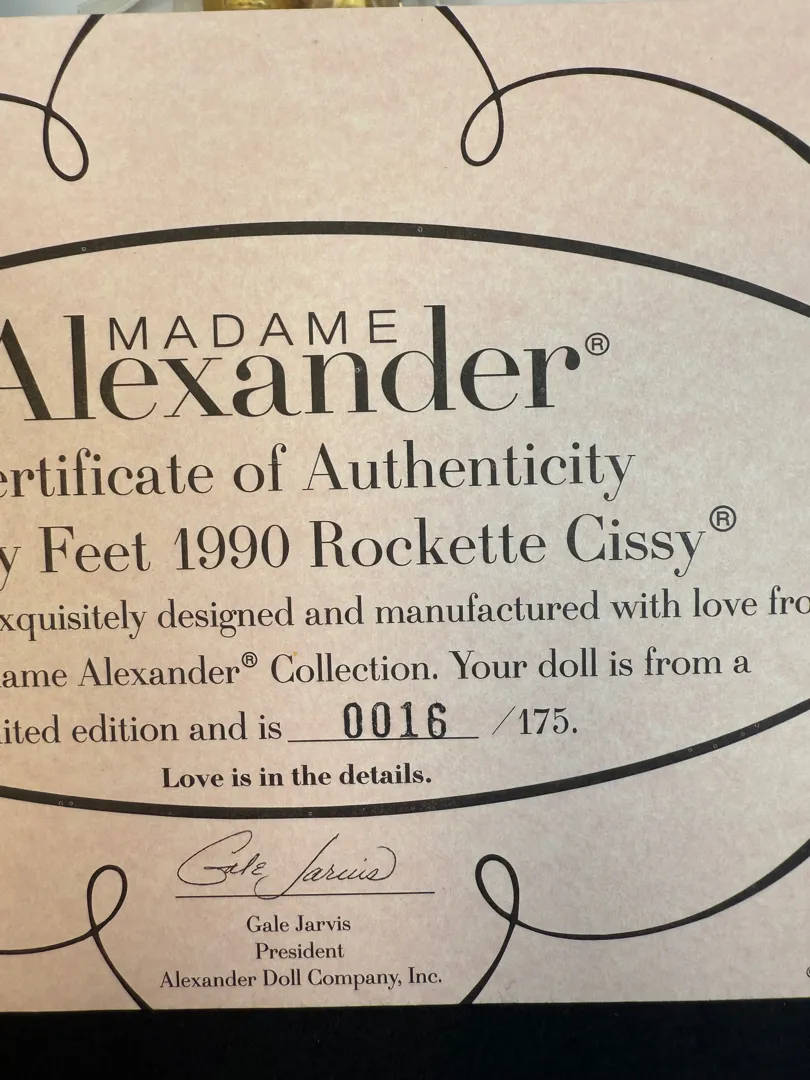 MADAME
Alexander®
ertificate of Authenticity
y Feet 1990 Rockette Cissy®
xquisitely designed and manufactured with love fro
ame Alexander® Collection. Your doll is from a
ited edition and is 0016 /175.
Love is in the details.
Gale Jarvis
Gale Jarvis
President
Alexander Doll Company, Inc.